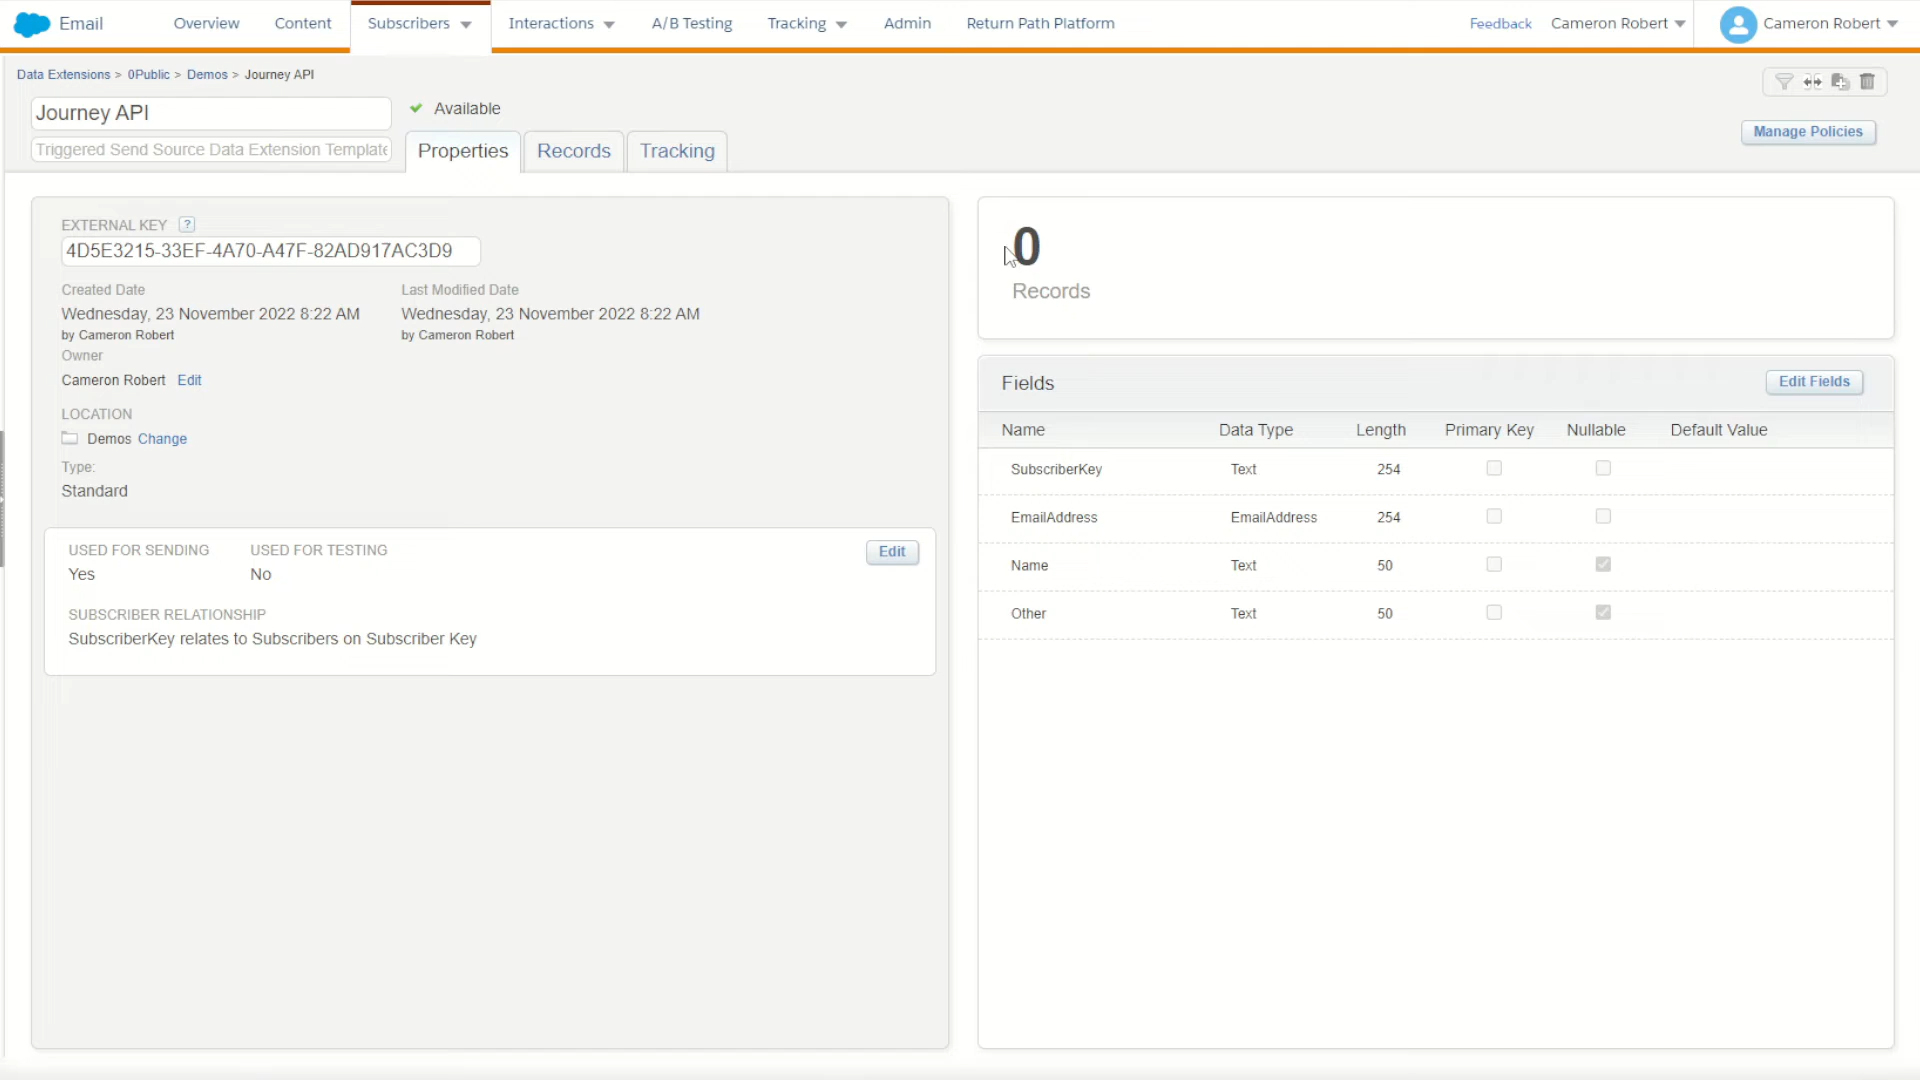 Email
Overview
Content
Subscribers
Interactions
A/B Testing
Tracking
Admin
Return Path Platform
Feedback
Cameron Robert
Cameron Robert
Data Extensions > 0Public > Demos > Journey API
Journey API
Available
Triggered Send Source Data Extension Template
Properties
Records
Tracking
Manage Policies
EXTERNAL KEY ?
4D5E3215-33EF-4A70-A47F-82AD917AC3D9
Created Date
Wednesday, 23 November 2022 8:22 AM
by Cameron Robert
Last Modified Date
Wednesday, 23 November 2022 8:22 AM
by Cameron Robert
Owner
Cameron Robert Edit
LOCATION
Demos Change
Type:
Standard
USED FOR SENDING
Yes
USED FOR TESTING
No
Edit
SUBSCRIBER RELATIONSHIP
SubscriberKey relates to Subscribers on Subscriber Key
0
Records
Fields
Edit Fields
Name Data Type Length Primary Key Nullable Default Value
SubscriberKey Text 254
EmailAddress EmailAddress 254
Name Text 50
Other Text 50